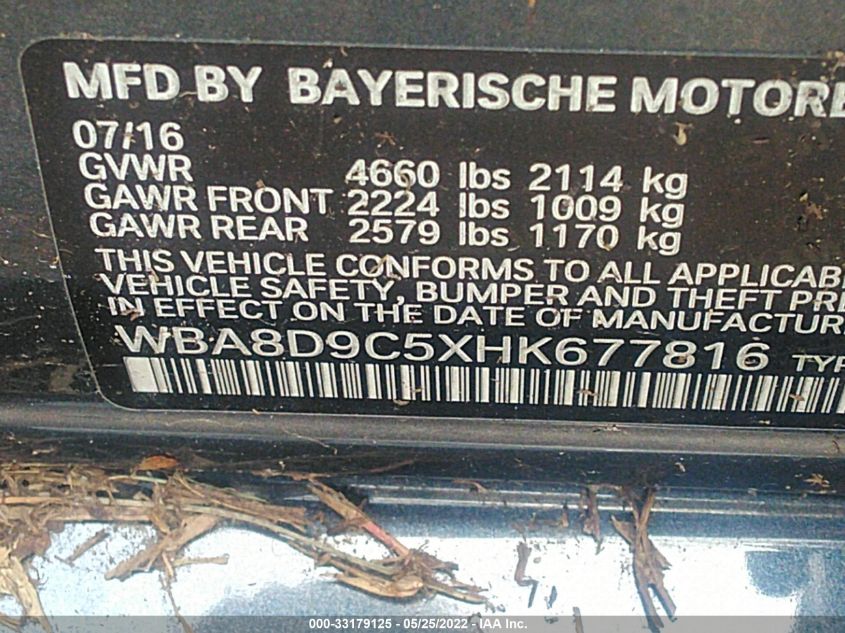 MFD BY BAYERISCHE MOTORE
07/16
GVWR 4660 lbs 2114 kg
GAWR FRONT 2224 lbs 1009 kg
GAWR REAR 2579 lbs 1170 kg
THIS VEHICLE CONFORMS TO ALL APPLICAB
VEHICLE SAFETY, BUMPER AND THEFT PRE
IN EFFECT ON THE DATE OF MANUFACTUR
WBA8D9C5XHK677816 TYP
000-33179125 - 05/25/2022 - IAA Inc.